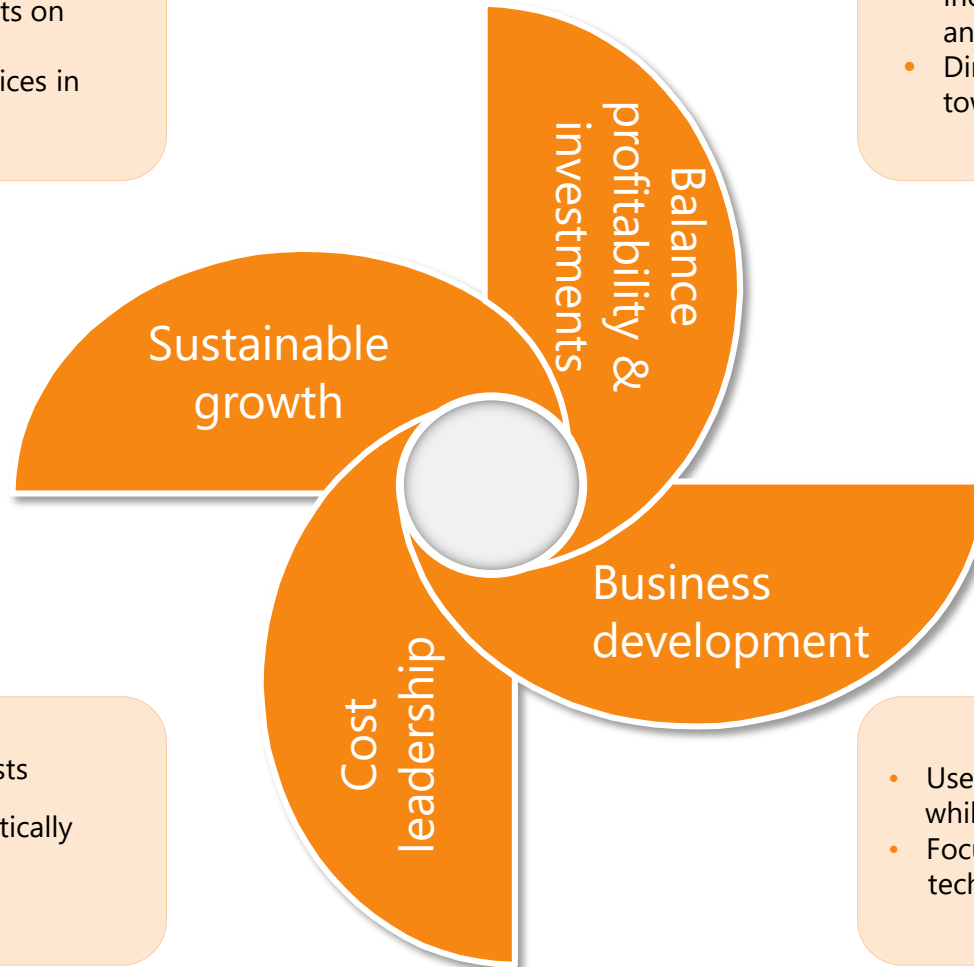 ts on
ices in
an
Dir
tov
Balance
profitability &
investments
Sustainable
growth
Business
development
Cost
leadership
sts
tically
Use
whil
Focu
tech